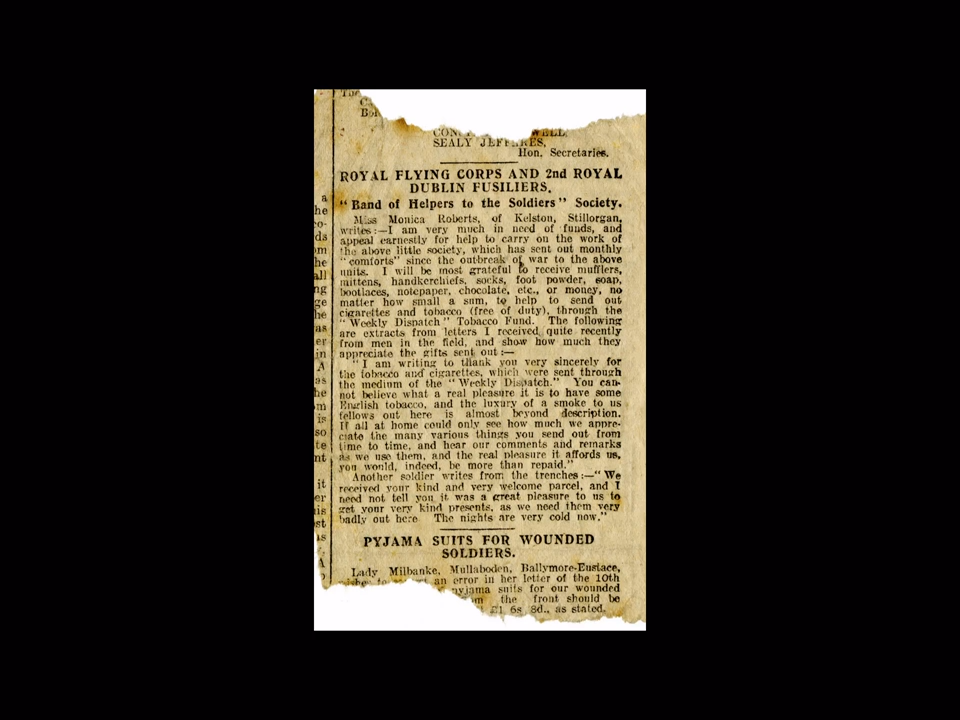 CON WELL,
SEALY JEFFARES,
Hon. Secretaries.
ROYAL FLYING CORPS AND 2nd ROYAL
DUBLIN FUSILIERS.
"Band of Helpers to the Soldiers" Society.
Miss Monica Roberts, of Kelston, Stillorgan,
writes:—I am very much in need of funds, and
appeal earnestly for help to carry on the work of
the above little society, which has sent out monthly
"comforts" since the outbreak of war to the above
units. I will be most grateful to receive mufflers,
mittens, handkerchiefs, socks, foot powder, soap,
bootlaces, notepaper, chocolate, etc., or money, no
matter how small a sum, to help to send out
cigarettes and tobacco (free of duty), through the
"Weekly Dispatch" Tobacco Fund. The following
are extracts from letters I received quite recently
from men in the field, and show how much they
appreciate the gifts sent out:—
"I am writing to thank you very sincerely for
the tobacco and cigarettes, which were sent through
the medium of the "Weekly Dispatch." You can-
not believe what a real pleasure it is to have some
English tobacco, and the luxury of a smoke to us
fellows out here is almost beyond description.
If all at home could only see how much we appre-
ciate the many various things you send out from
time to time, and hear our comments and remarks
as we use them, and the real pleasure it affords us,
you would, indeed, be more than repaid."
Another soldier writes from the trenches:—"We
received your kind and very welcome parcel, and I
need not tell you it was a great pleasure to us to
get your very kind presents, as we need them very
badly out here The nights are very cold now."
PYJAMA SUITS FOR WOUNDED
SOLDIERS.
Lady Milbanke, Mullaboden, Ballymore-Eustace,
an error in her letter of the 10th
pyjama suits for our wounded
the front should be
£1 6s. 8d., as stated.